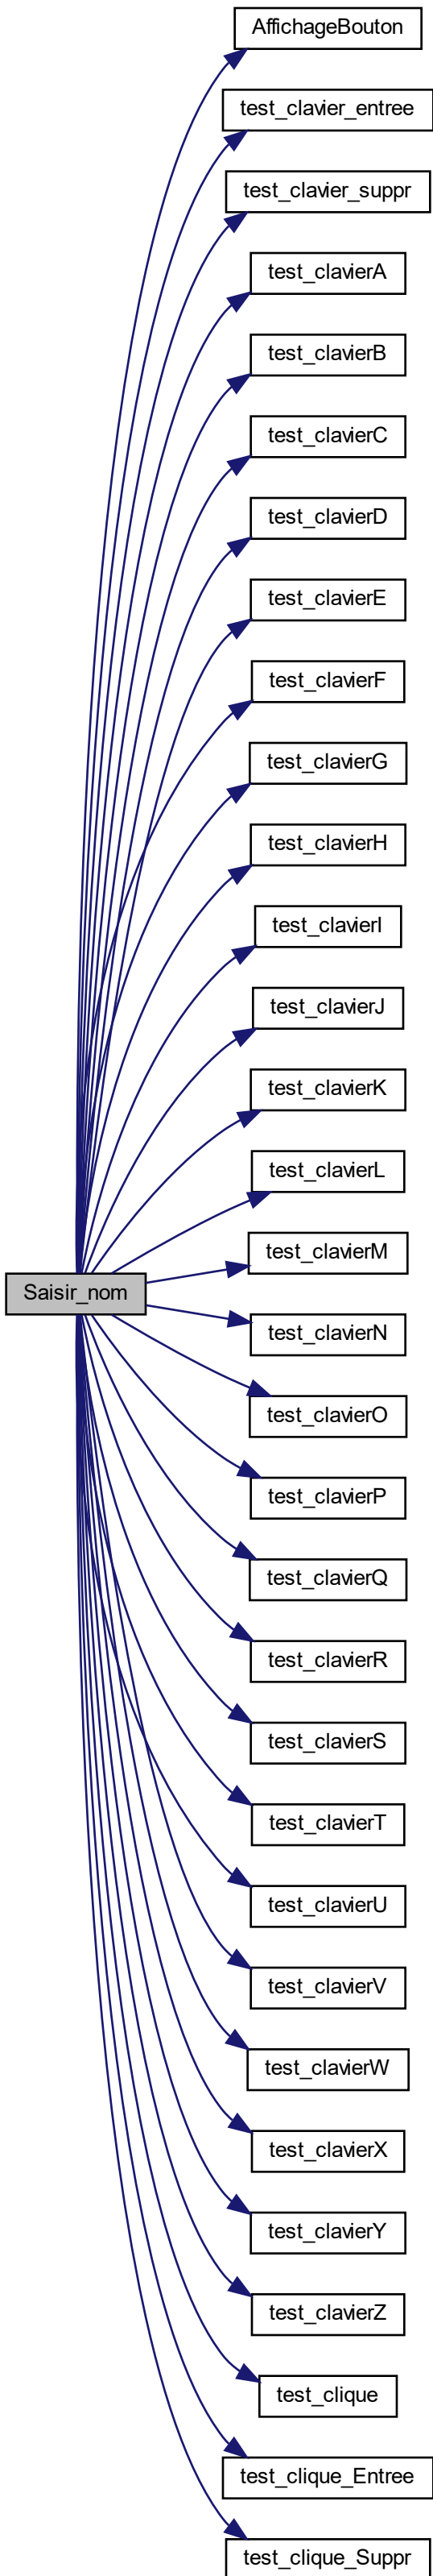 AffichageBouton
test_clavier_entree
test_clavier_suppr
test_clavierA
test_clavierB
test_clavierC
test_clavierD
test_clavierE
test_clavierF
test_clavierG
test_clavierH
test_clavierI
test_clavierJ
test_clavierK
test_clavierL
test_clavierM
Saisir_nom
test_clavierN
test_clavierO
test_clavierP
test_clavierQ
test_clavierR
test_clavierS
test_clavierT
test_clavierU
test_clavierV
test_clavierW
test_clavierX
test_clavierY
test_clavierZ
test_clique
test_clique_Entree
test_clique_Suppr